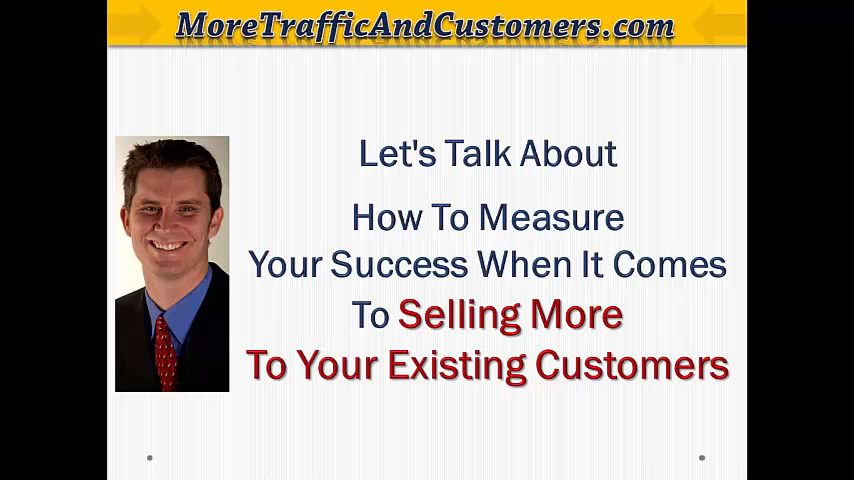 MoreTrafficAndCustomers.com
Let's Talk About
How To Measure
Your Success When It Comes
To Selling More
To Your Existing Customers